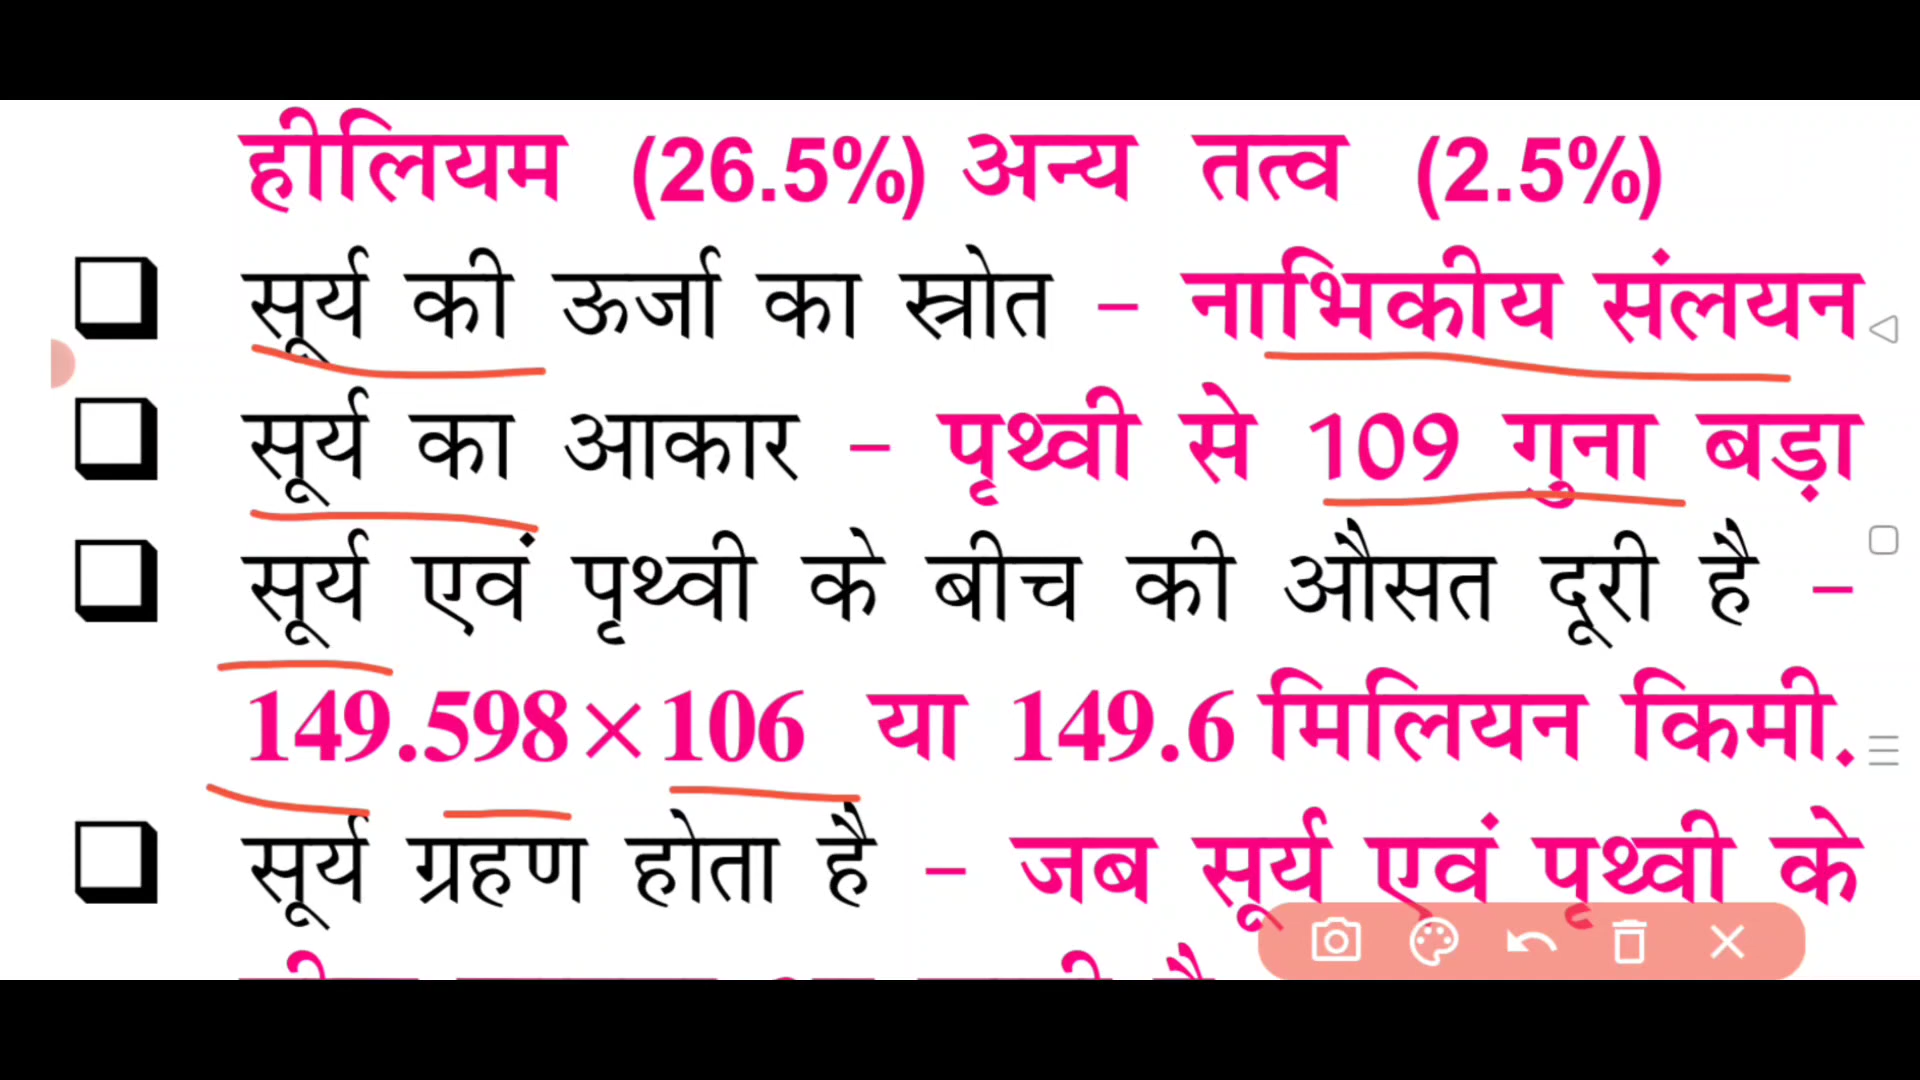 हीलियम (26.5%) अन्य तत्व (2.5%)
❑ सूर्य की ऊर्जा का स्त्रोत – नाभिकीय संलयन
❑ सूर्य का आकार – पृथ्वी से 109 गुना बड़ा
❑ सूर्य एवं पृथ्वी के बीच की औसत दूरी है –
149.598×106 या 149.6 मिलियन किमी.
❑ सूर्य ग्रहण होता है – जब सूर्य एवं पृथ्वी के